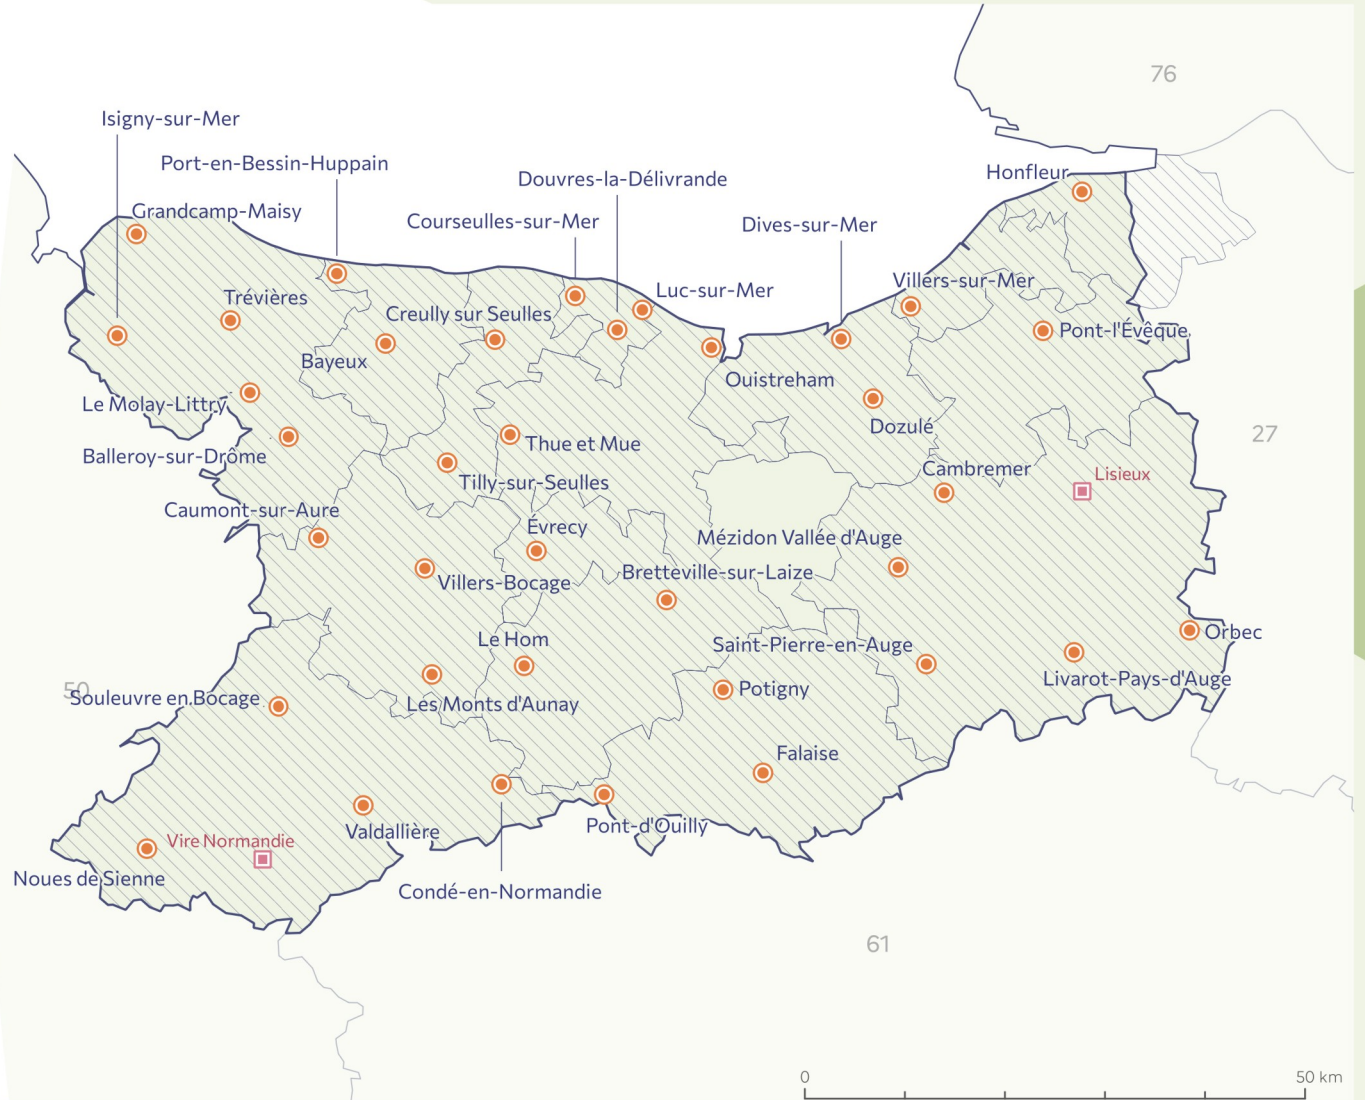 76
Isigny-sur-Mer
Port-en-Bessin-Huppain
Honfleur
Douvres-la-Délivrande
Grandcamp-Maisy
Courseulles-sur-Mer
Dives-sur-Mer
Villers-sur-Mer
Luc-sur-Mer
Trévières
Creully sur Seulles
Pont-l'Évêque
Bayeux
Ouistreham
Le Molay-Littry
Dozulé
27
Thue et Mue
Balleroy-sur-Drôme
Cambremer
Lisieux
Tilly-sur-Seulles
Caumont-sur-Aure
Évrecy
Mézidon Vallée d'Auge
Bretteville-sur-Laize
Villers-Bocage
Orbec
Le Hom
Saint-Pierre-en-Auge
Livarot-Pays-d'Auge
50
Potigny
Souleuvre en Bocage
Les Monts d'Aunay
Falaise
Pont-d'Ouilly
Valdallière
Vire Normandie
Noues de Sienne
Condé-en-Normandie
61
0
50 km